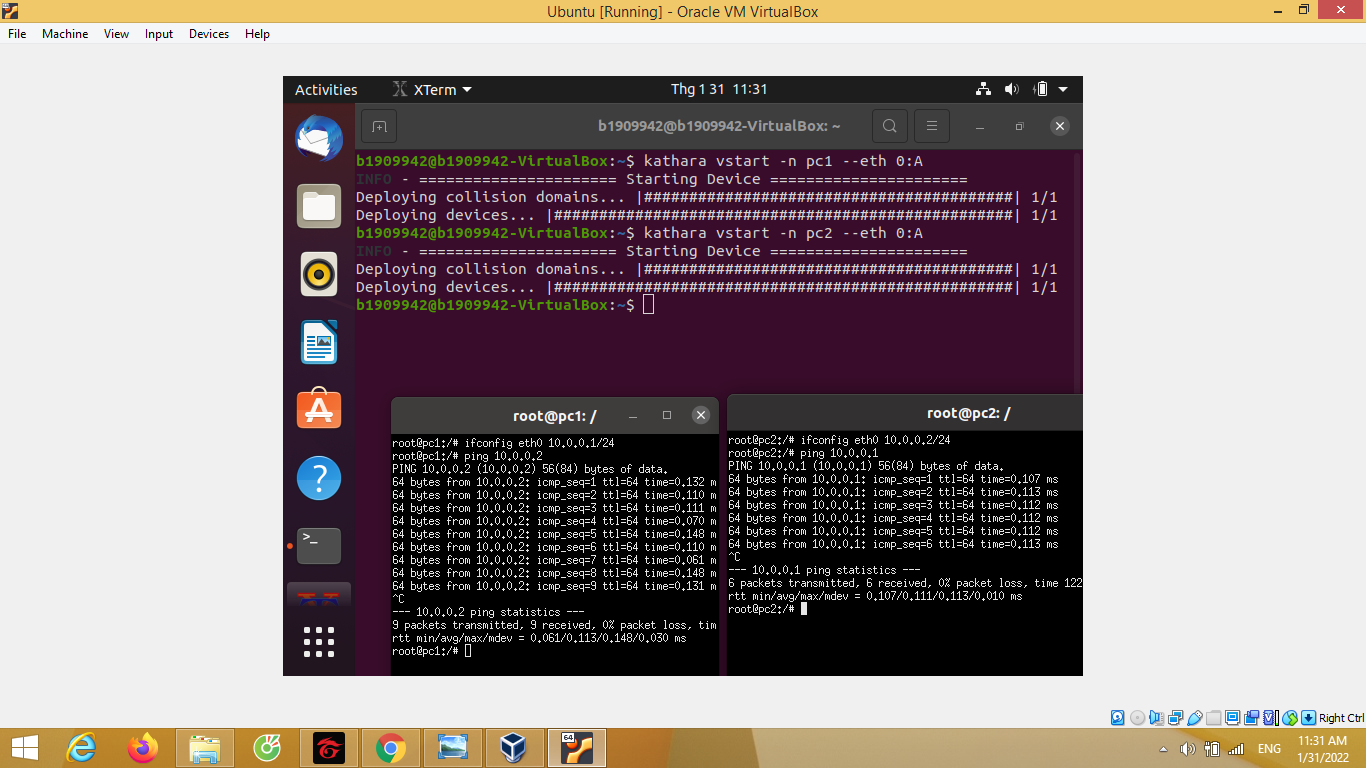 Ubuntu [Running] - Oracle VM VirtualBox
File Machine View Input Devices Help
Activities XTerm Thg 1 31 11:31
b1909942@b1909942-VirtualBox: ~
b1909942@b1909942-VirtualBox:~$ kathara vstart -n pc1 --eth 0:A
INFO - ====================== Starting Device ======================
Deploying collision domains... |#########################################| 1/1
Deploying devices... |###################################################| 1/1
b1909942@b1909942-VirtualBox:~$ kathara vstart -n pc2 --eth 0:A
INFO - ====================== Starting Device ======================
Deploying collision domains... |#########################################| 1/1
Deploying devices... |###################################################| 1/1
b1909942@b1909942-VirtualBox:~$
root@pc1: /
root@pc1:/# ifconfig eth0 10.0.0.1/24
root@pc1:/# ping 10.0.0.2
PING 10.0.0.2 (10.0.0.2) 56(84) bytes of data.
64 bytes from 10.0.0.2: icmp_seq=1 ttl=64 time=0.132 m
64 bytes from 10.0.0.2: icmp_seq=2 ttl=64 time=0.110 m
64 bytes from 10.0.0.2: icmp_seq=3 ttl=64 time=0.111 m
64 bytes from 10.0.0.2: icmp_seq=4 ttl=64 time=0.070 m
64 bytes from 10.0.0.2: icmp_seq=5 ttl=64 time=0.148 m
64 bytes from 10.0.0.2: icmp_seq=6 ttl=64 time=0.110 m
64 bytes from 10.0.0.2: icmp_seq=7 ttl=64 time=0.061 m
64 bytes from 10.0.0.2: icmp_seq=8 ttl=64 time=0.148 m
64 bytes from 10.0.0.2: icmp_seq=9 ttl=64 time=0.131 m
^C
--- 10.0.0.2 ping statistics ---
9 packets transmitted, 9 received, 0% packet loss, tim
rtt min/avg/max/mdev = 0.061/0.113/0.148/0.030 ms
root@pc1:/#
root@pc2: /
root@pc2:/# ifconfig eth0 10.0.0.2/24
root@pc2:/# ping 10.0.0.1
PING 10.0.0.1 (10.0.0.1) 56(84) bytes of data.
64 bytes from 10.0.0.1: icmp_seq=1 ttl=64 time=0.107 ms
64 bytes from 10.0.0.1: icmp_seq=2 ttl=64 time=0.113 ms
64 bytes from 10.0.0.1: icmp_seq=3 ttl=64 time=0.112 ms
64 bytes from 10.0.0.1: icmp_seq=4 ttl=64 time=0.112 ms
64 bytes from 10.0.0.1: icmp_seq=5 ttl=64 time=0.112 ms
64 bytes from 10.0.0.1: icmp_seq=6 ttl=64 time=0.113 ms
^C
--- 10.0.0.1 ping statistics ---
6 packets transmitted, 6 received, 0% packet loss, time 122
rtt min/avg/max/mdev = 0.107/0.111/0.113/0.010 ms
root@pc2:/#
Right Ctrl
64
ENG
11:31 AM
1/31/2022